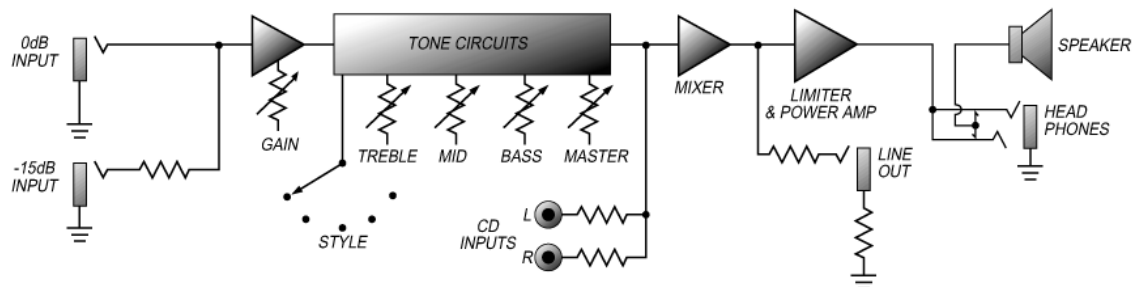 0dB
INPUT
-15dB
INPUT
GAIN
TONE CIRCUITS
TREBLE
MID
BASS
MASTER
STYLE
CD
INPUTS
L
R
MIXER
LIMITER
& POWER AMP
LINE
OUT
SPEAKER
HEAD
PHONES